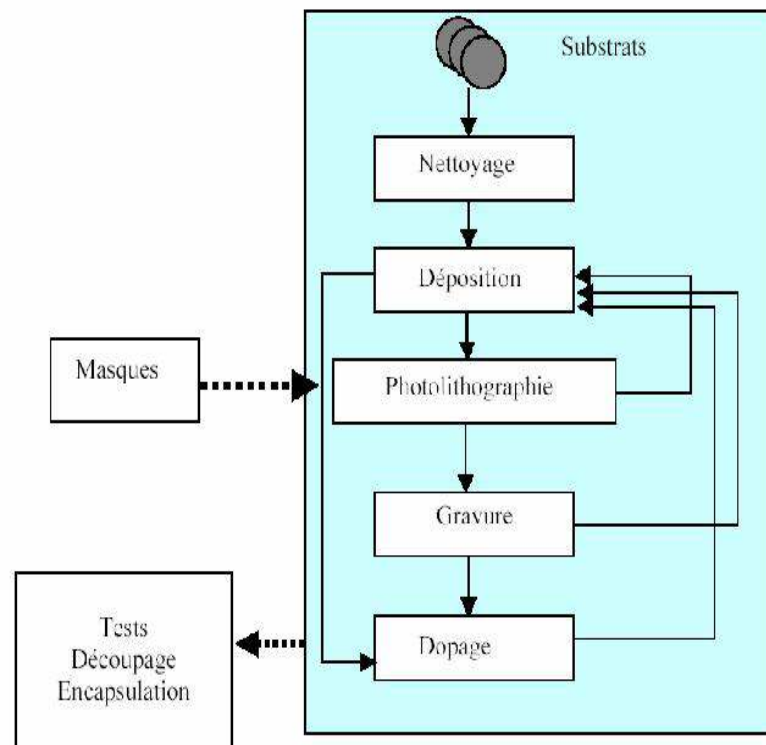 Substrats
Nettoyage
Déposition
Masques
Photolithographie
Gravure
Dopage
Tests
Découpage
Encapsulation